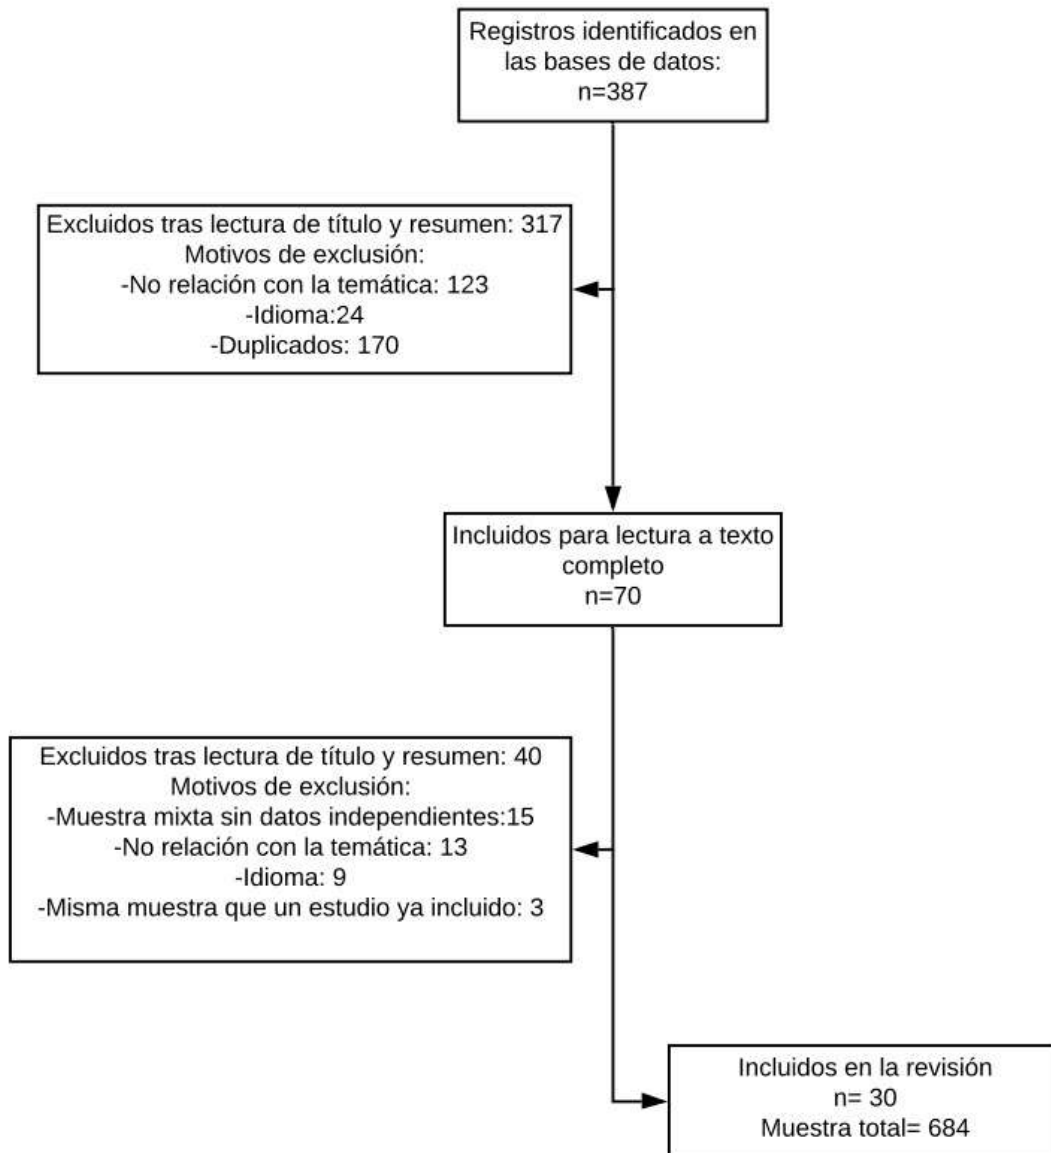 Registros identificados en
las bases de datos:
n=387
Excluidos tras lectura de título y resumen: 317
Motivos de exclusión:
-No relación con la temática: 123
-Idioma:24
-Duplicados: 170
Incluidos para lectura a texto
completo
n=70
Excluidos tras lectura de título y resumen: 40
Motivos de exclusión:
-Muestra mixta sin datos independientes:15
-No relación con la temática: 13
-Idioma: 9
-Misma muestra que un estudio ya incluido: 3
Incluidos en la revisión
n= 30
Muestra total= 684